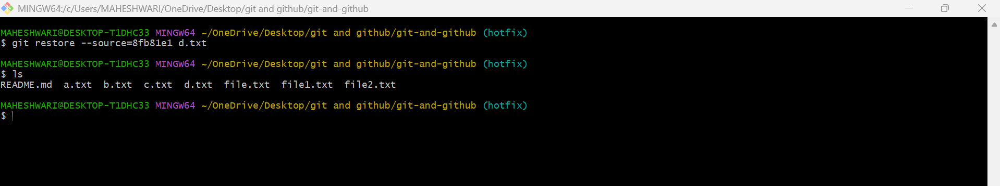 MINGW64:/c/Users/MAHESHWARI/OneDrive/Desktop/git and github/git-and-github
MAHESHWARI@DESKTOP-T1DHC33 MINGW64 ~/OneDrive/Desktop/git and github/git-and-github (hotfix)
$ git restore --source=8fb81e1 d.txt
MAHESHWARI@DESKTOP-T1DHC33 MINGW64 ~/OneDrive/Desktop/git and github/git-and-github (hotfix)
$ ls
README.md  a.txt  b.txt  c.txt  d.txt  file.txt  file1.txt  file2.txt
MAHESHWARI@DESKTOP-T1DHC33 MINGW64 ~/OneDrive/Desktop/git and github/git-and-github (hotfix)
$